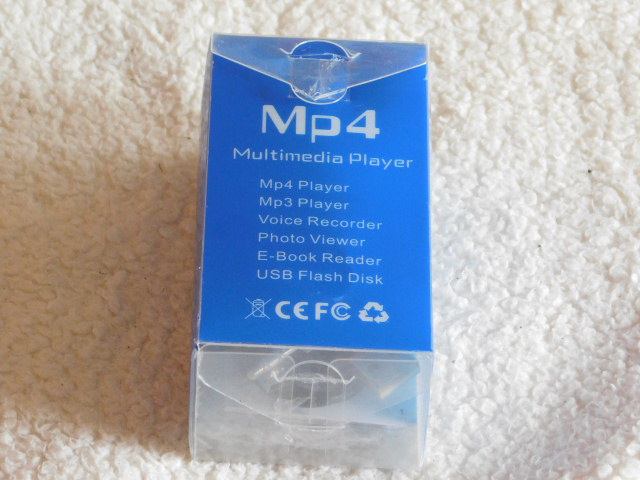 Mp4
Multimedia Player
Mp4 Player
Mp3 Player
Voice Recorder
Photo Viewer
E-Book Reader
USB Flash Disk
CE FC